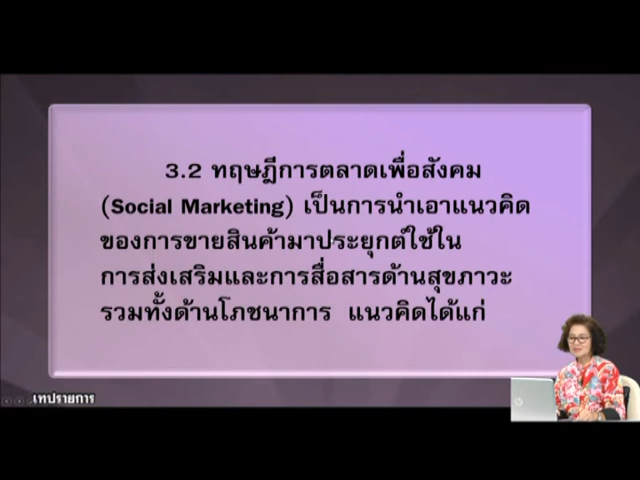 3.2 ทฤษฎีการตลาดเพื่อสังคม
(Social Marketing) เป็นการนำเอาแนวคิด
ของการขายสินค้ามาประยุกต์ใช้ใน
การส่งเสริมและการสื่อสารด้านสุขภาวะ
รวมทั้งด้านโภชนาการ แนวคิดได้แก่
เทปรายการ
hp